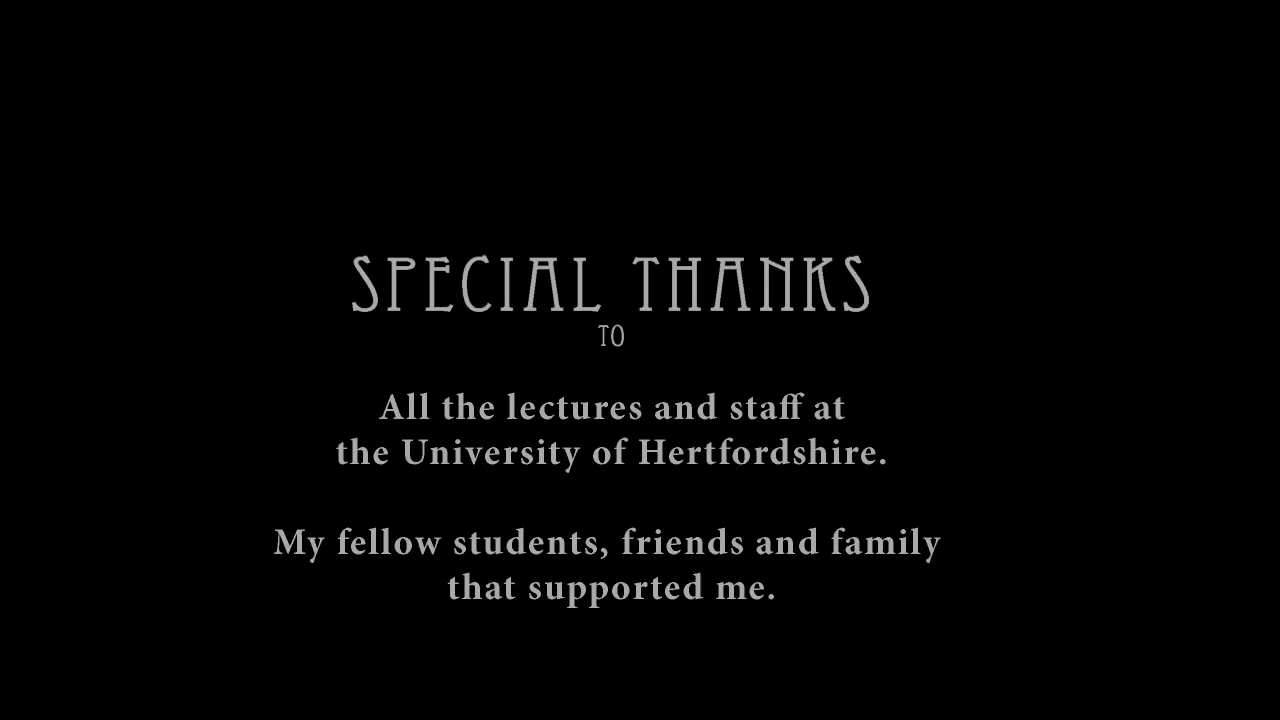 SPECIAL THANKS
TO
All the lectures and staff at
the University of Hertfordshire.
My fellow students, friends and family
that supported me.